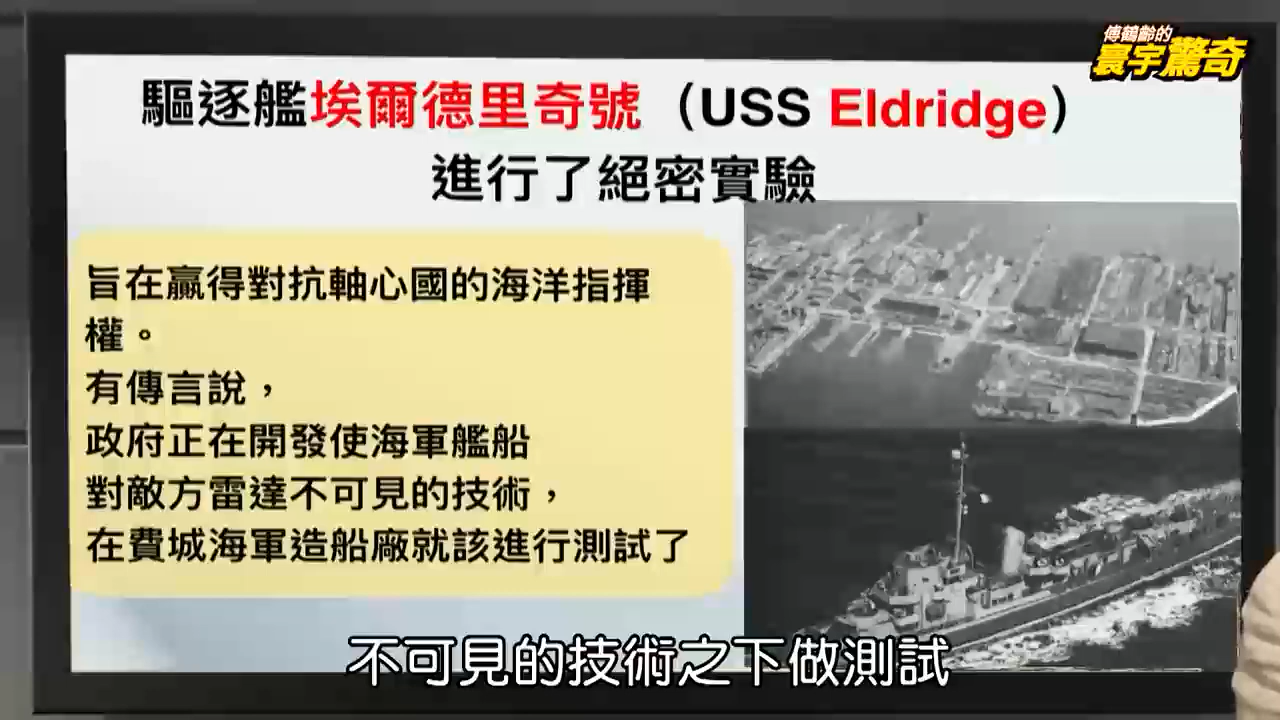 傅鶴齡的
寰宇驚奇
驅逐艦埃爾德里奇號（USS Eldridge）
進行了絕密實驗
旨在贏得對抗軸心國的海洋指揮
權。
有傳言說，
政府正在開發使海軍艦船
對敵方雷達不可見的技術，
在費城海軍造船廠就該進行測試了
不可見的技術之下做測試